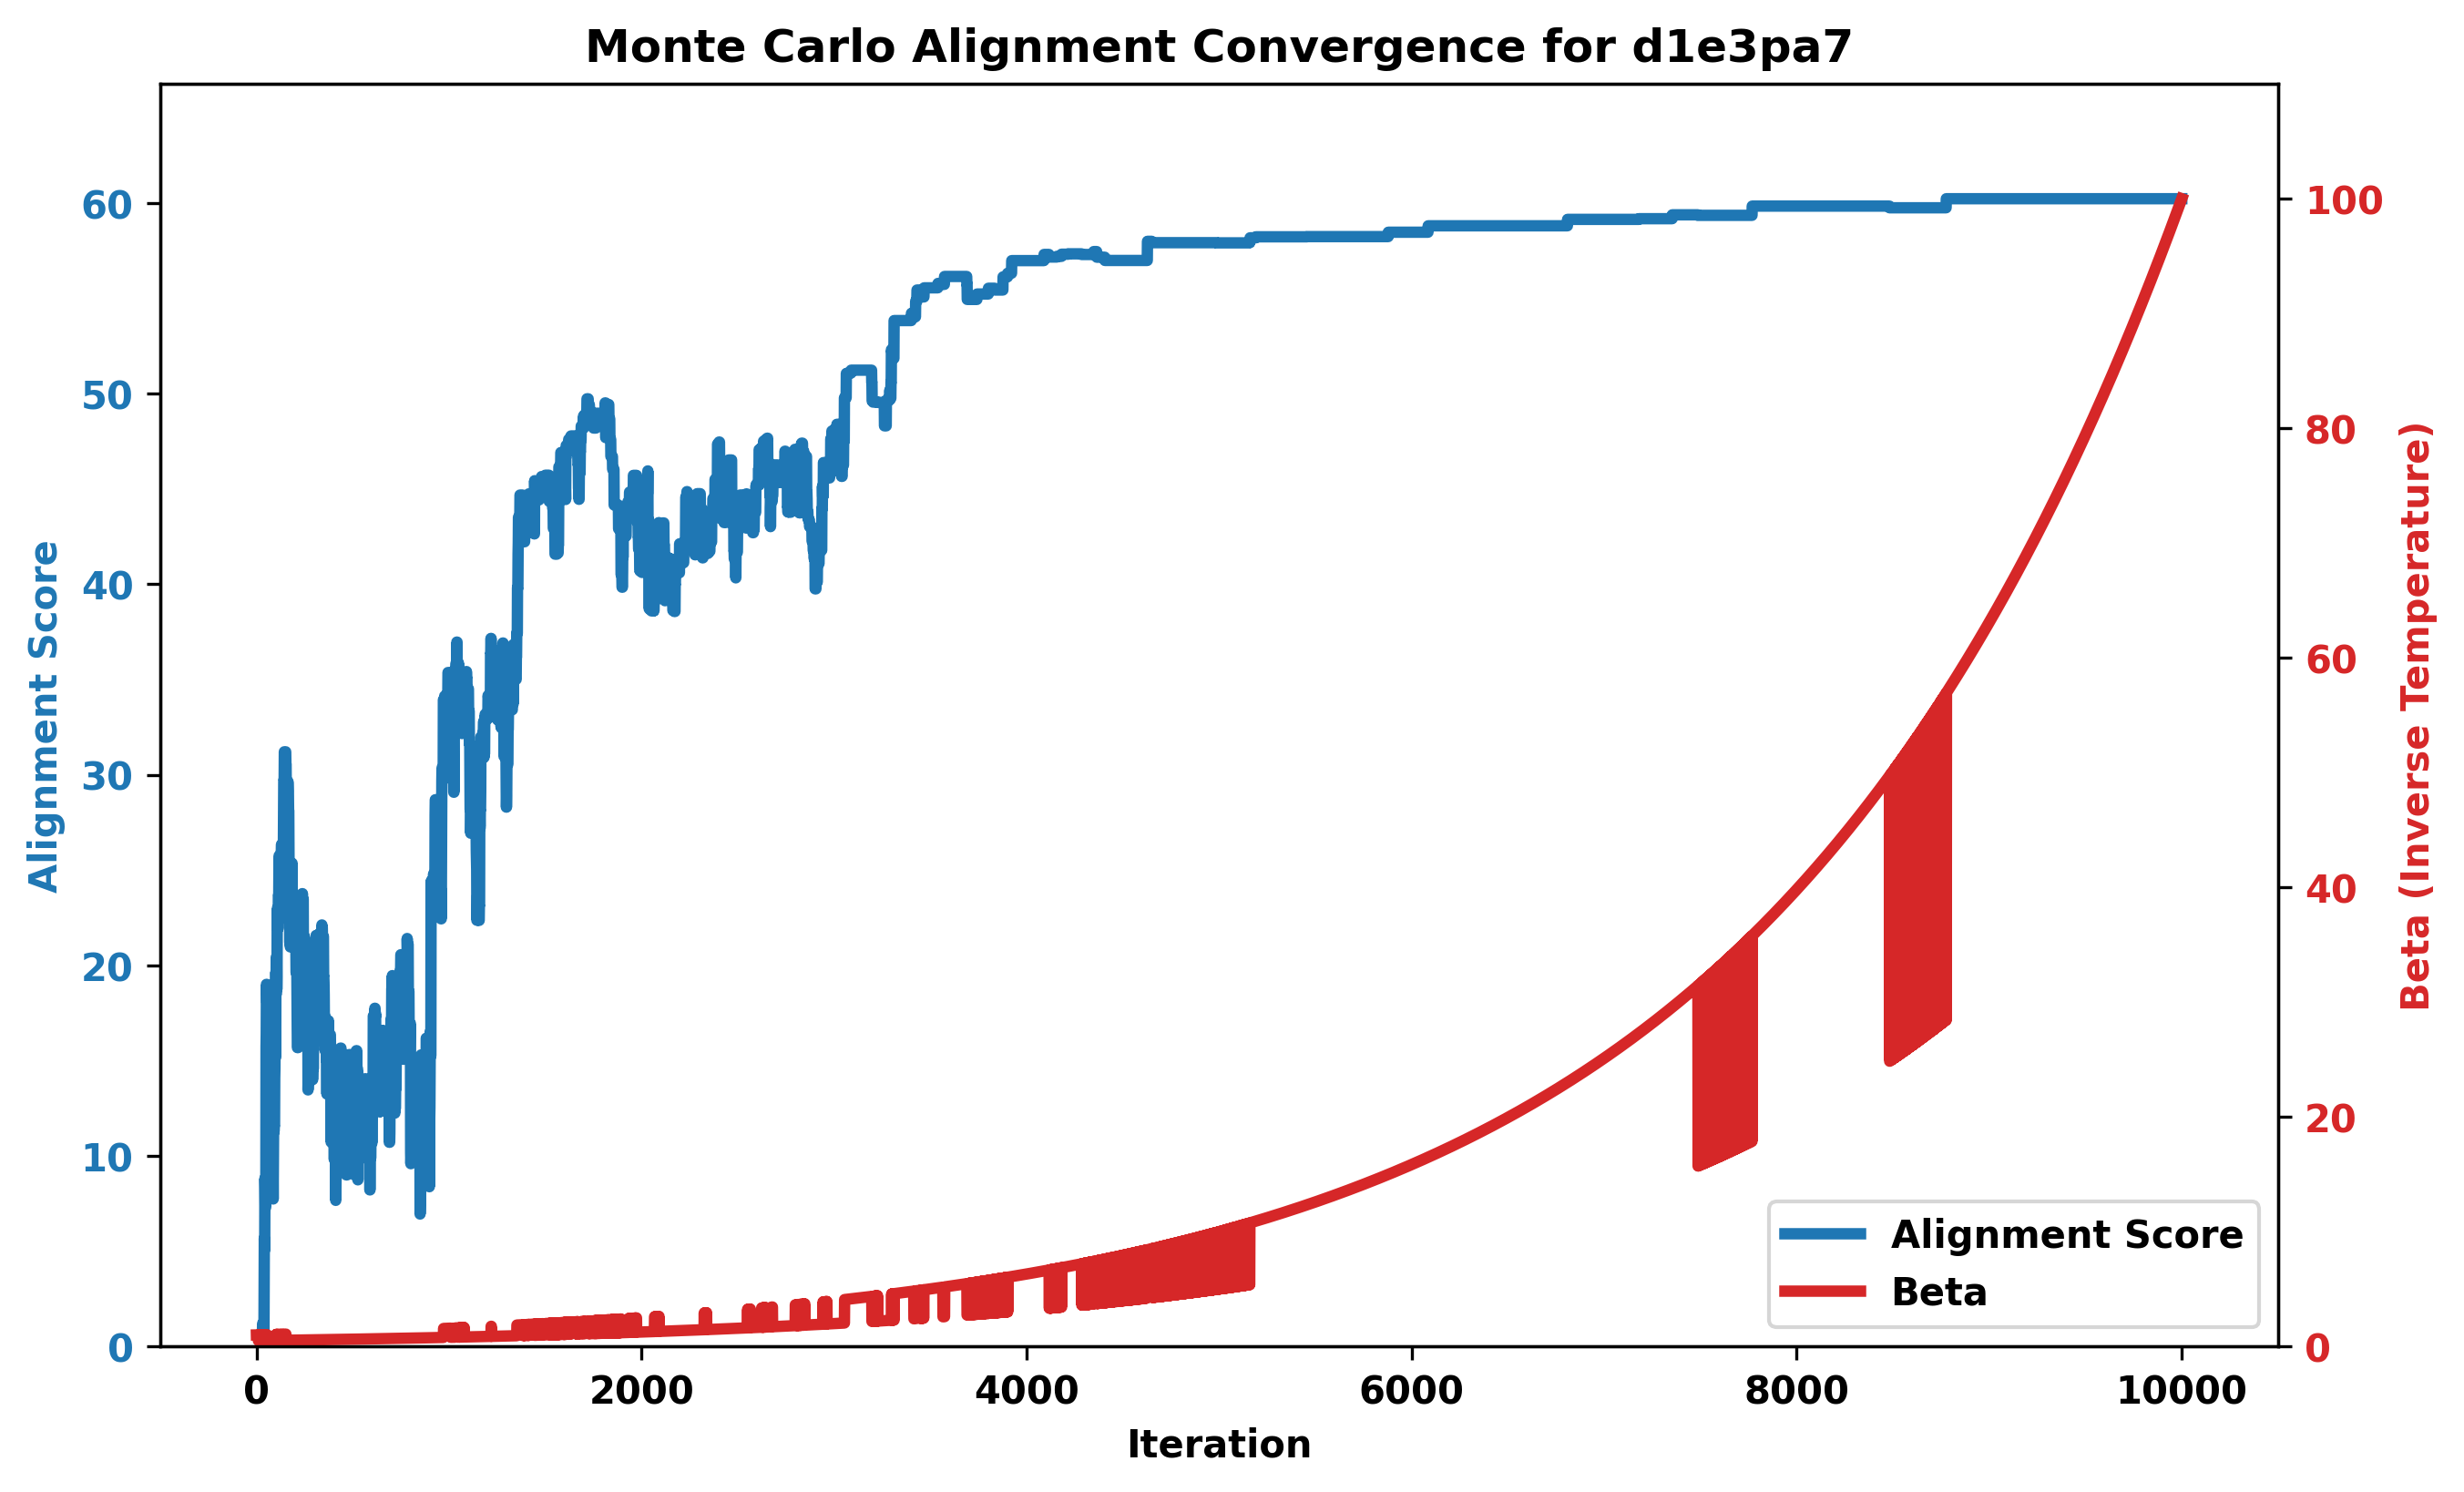 Monte Carlo Alignment Convergence for d1e3pa7
Alignment Score
60
50
40
30
20
10
0
100
80
60
40
20
0
Beta (Inverse Temperature)
Alignment Score
Beta
0 2000 4000 6000 8000 10000
Iteration